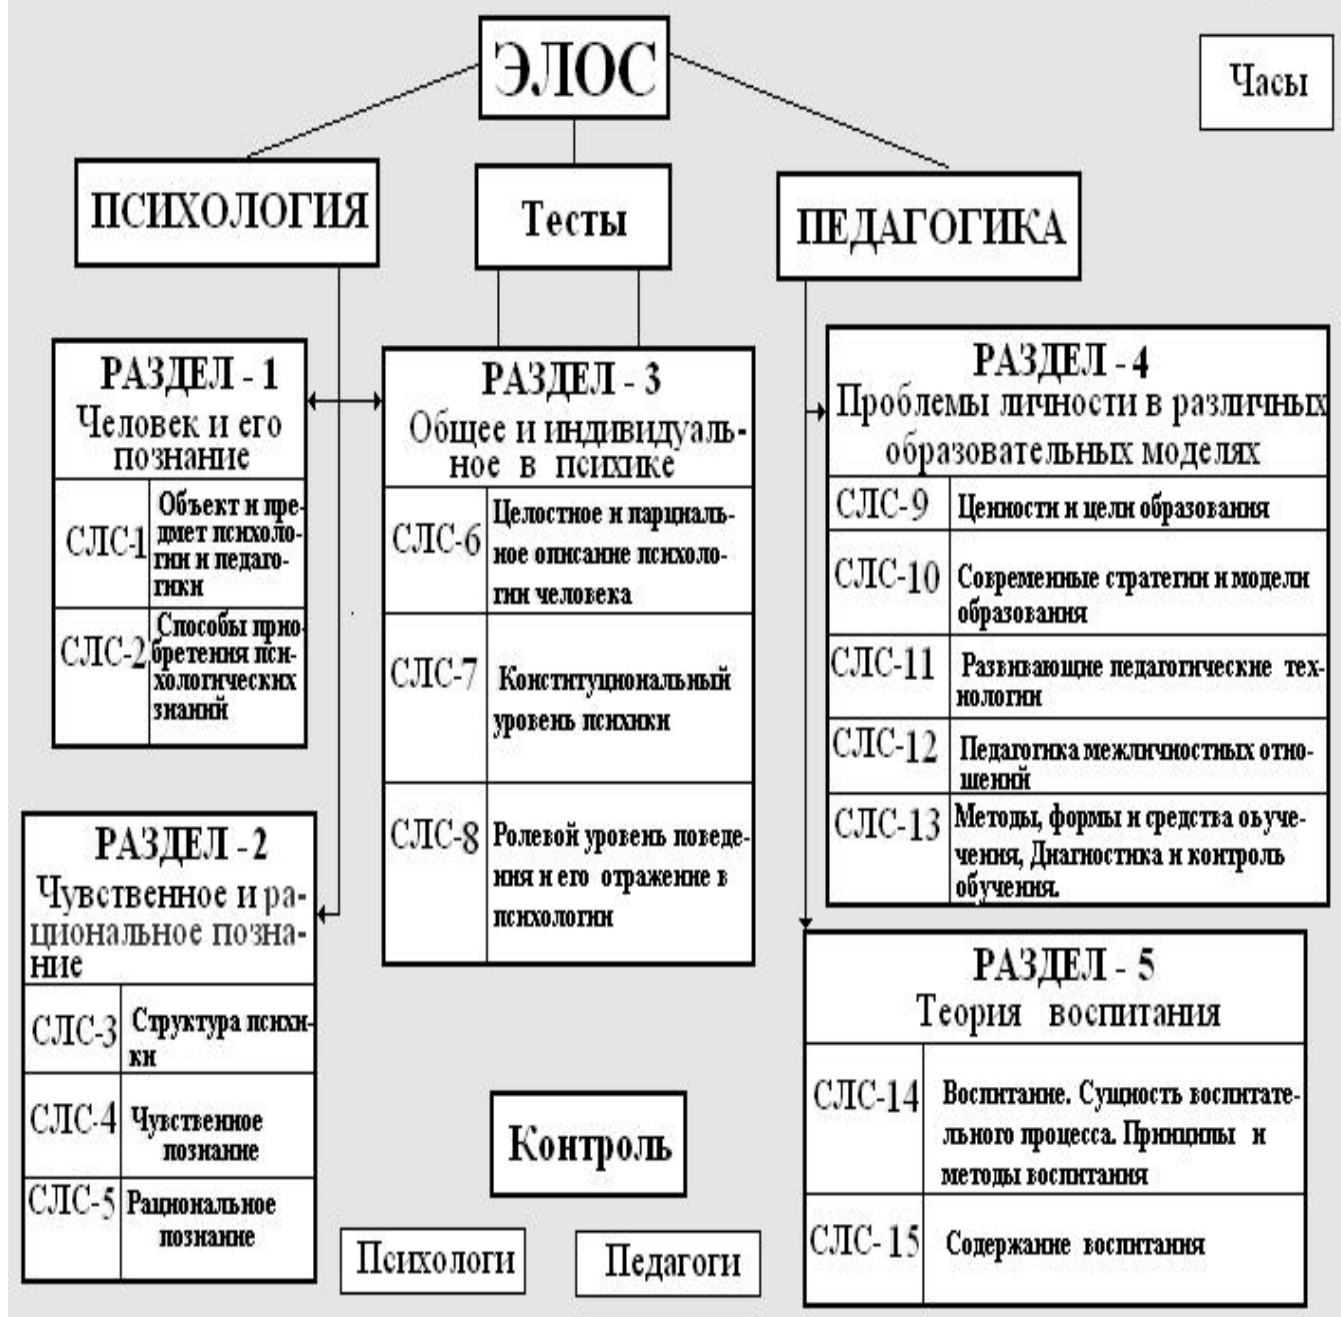 ЭЛОС
Часы
ПСИХОЛОГИЯ
Тесты
ПЕДАГОГИКА
РАЗДЕЛ - 1
Человек и его
познание
СЛС-1
Объект и пре-
дмет психоло-
гии и педаго-
гики
СЛС-2
Способы прио-
бретения пси-
хологических
знаний
РАЗДЕЛ - 2
Чувственное и ра-
циональное позна-
ние
СЛС-3
Структура психи-
ки
СЛС-4
Чувственное
познание
СЛС-5
Рациональное
познание
РАЗДЕЛ - 3
Общее и индивидуаль-
ное в психике
СЛС-6
Целостное и парциаль-
ное описание психоло-
гии человека
СЛС-7
Конституциональный
уровень психики
СЛС-8
Ролевой уровень поведе-
ния и его отражение в
психологии
РАЗДЕЛ - 4
Проблемы личности в различных
образовательных моделях
СЛС-9
Ценности и цели образования
СЛС-10
Современные стратегии и модели
образования
СЛС-11
Развивающие педагогические тех-
нологии
СЛС-12
Педагогика межличностных отно-
шений
СЛС-13
Методы, формы и средства оьуче-
чения, Диагностика и контроль
обучения.
РАЗДЕЛ - 5
Теория воспитания
СЛС-14
Воспитание. Сущность воспитате-
льного процесса. Принципы и
методы воспитания
СЛС- 15
Содержание воспитания
Контроль
Психологи
Педагоги